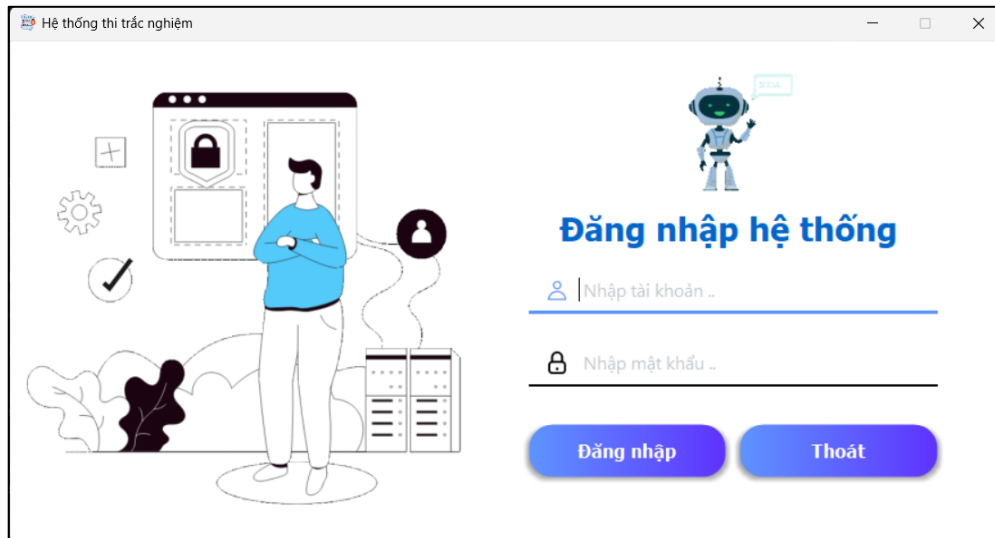 Hệ thống thi trắc nghiệm
Đăng nhập hệ thống
Nhập tài khoản ..
Nhập mật khẩu ..
Đăng nhập
Thoát